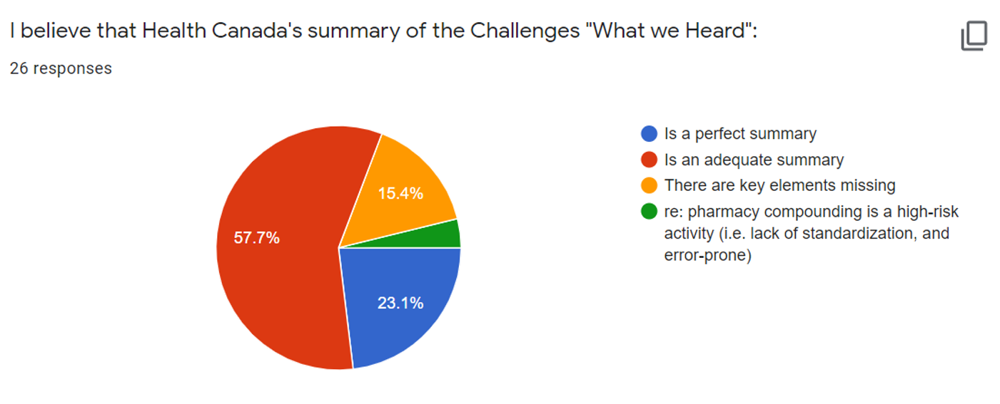 I believe that Health Canada's summary of the Challenges "What we Heard":
26 responses
Is a perfect summary
Is an adequate summary
There are key elements missing
re: pharmacy compounding is a high-risk
activity (i.e. lack of standardization, and
error-prone)
15.4%
57.7%
23.1%